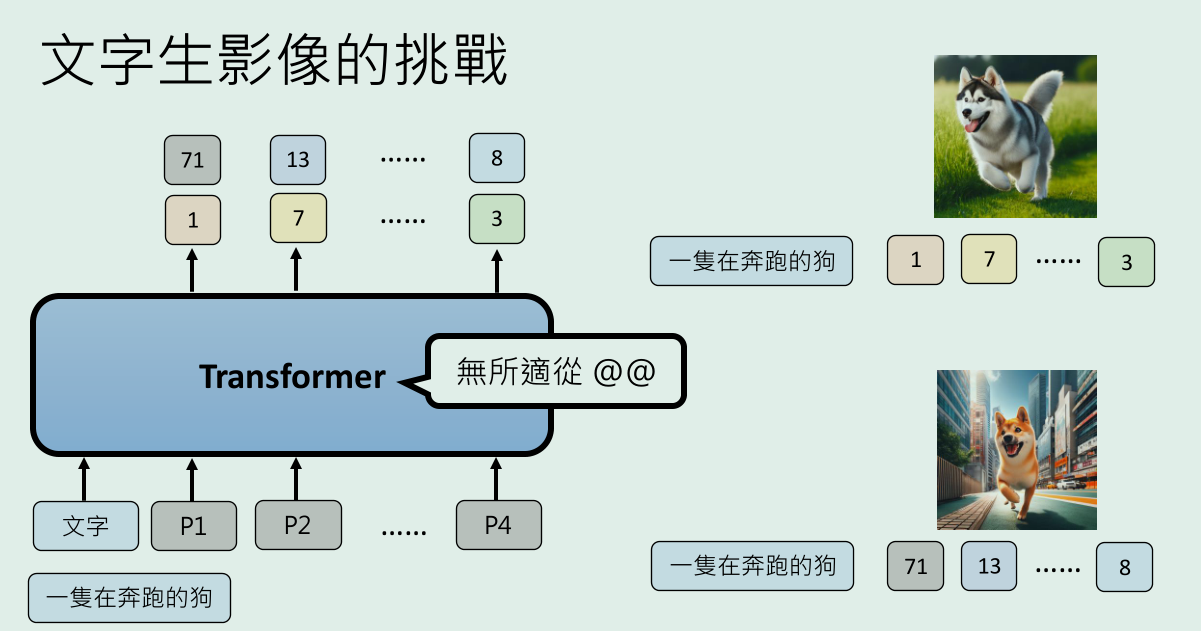 文字生影像的挑戰
71 13 …… 8
1 7 …… 3
Transformer
無所適從 @@
文字 P1 P2 …… P4
一隻在奔跑的狗
一隻在奔跑的狗 1 7 …… 3
一隻在奔跑的狗 71 13 …… 8